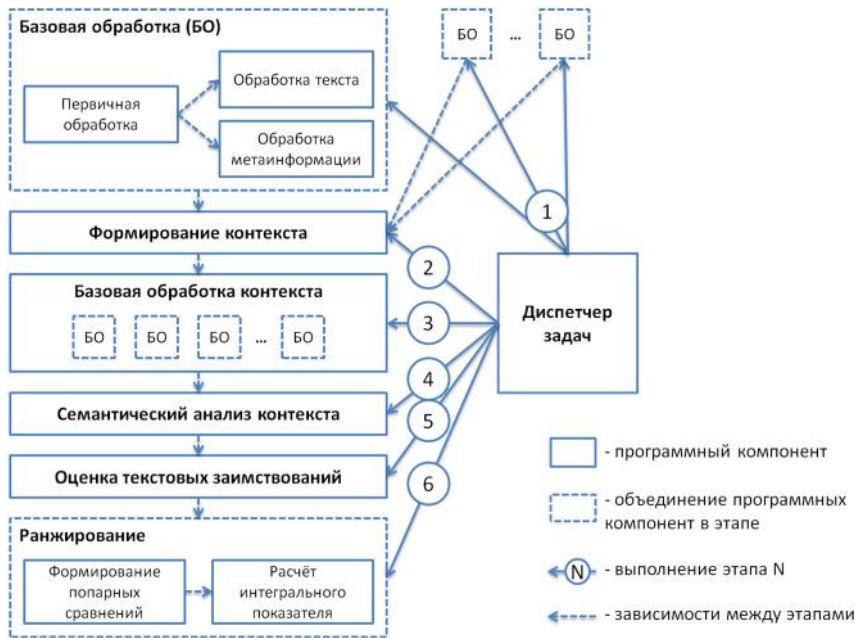 Базовая обработка (БО)
Первичная
обработка
Обработка текста
Обработка
метаинформации
БО
...
БО
1
Формирование контекста
2
Базовая обработка контекста
БО
БО
БО
...
БО
3
Диспетчер
задач
4
Семантический анализ контекста
5
Оценка текстовых заимствований
6
Ранжирование
Формирование
попарных
сравнений
Расчёт
интегрального
показателя
- программный компонент
- объединение программных
компонент в этапе
N
- выполнение этапа N
- зависимости между этапами